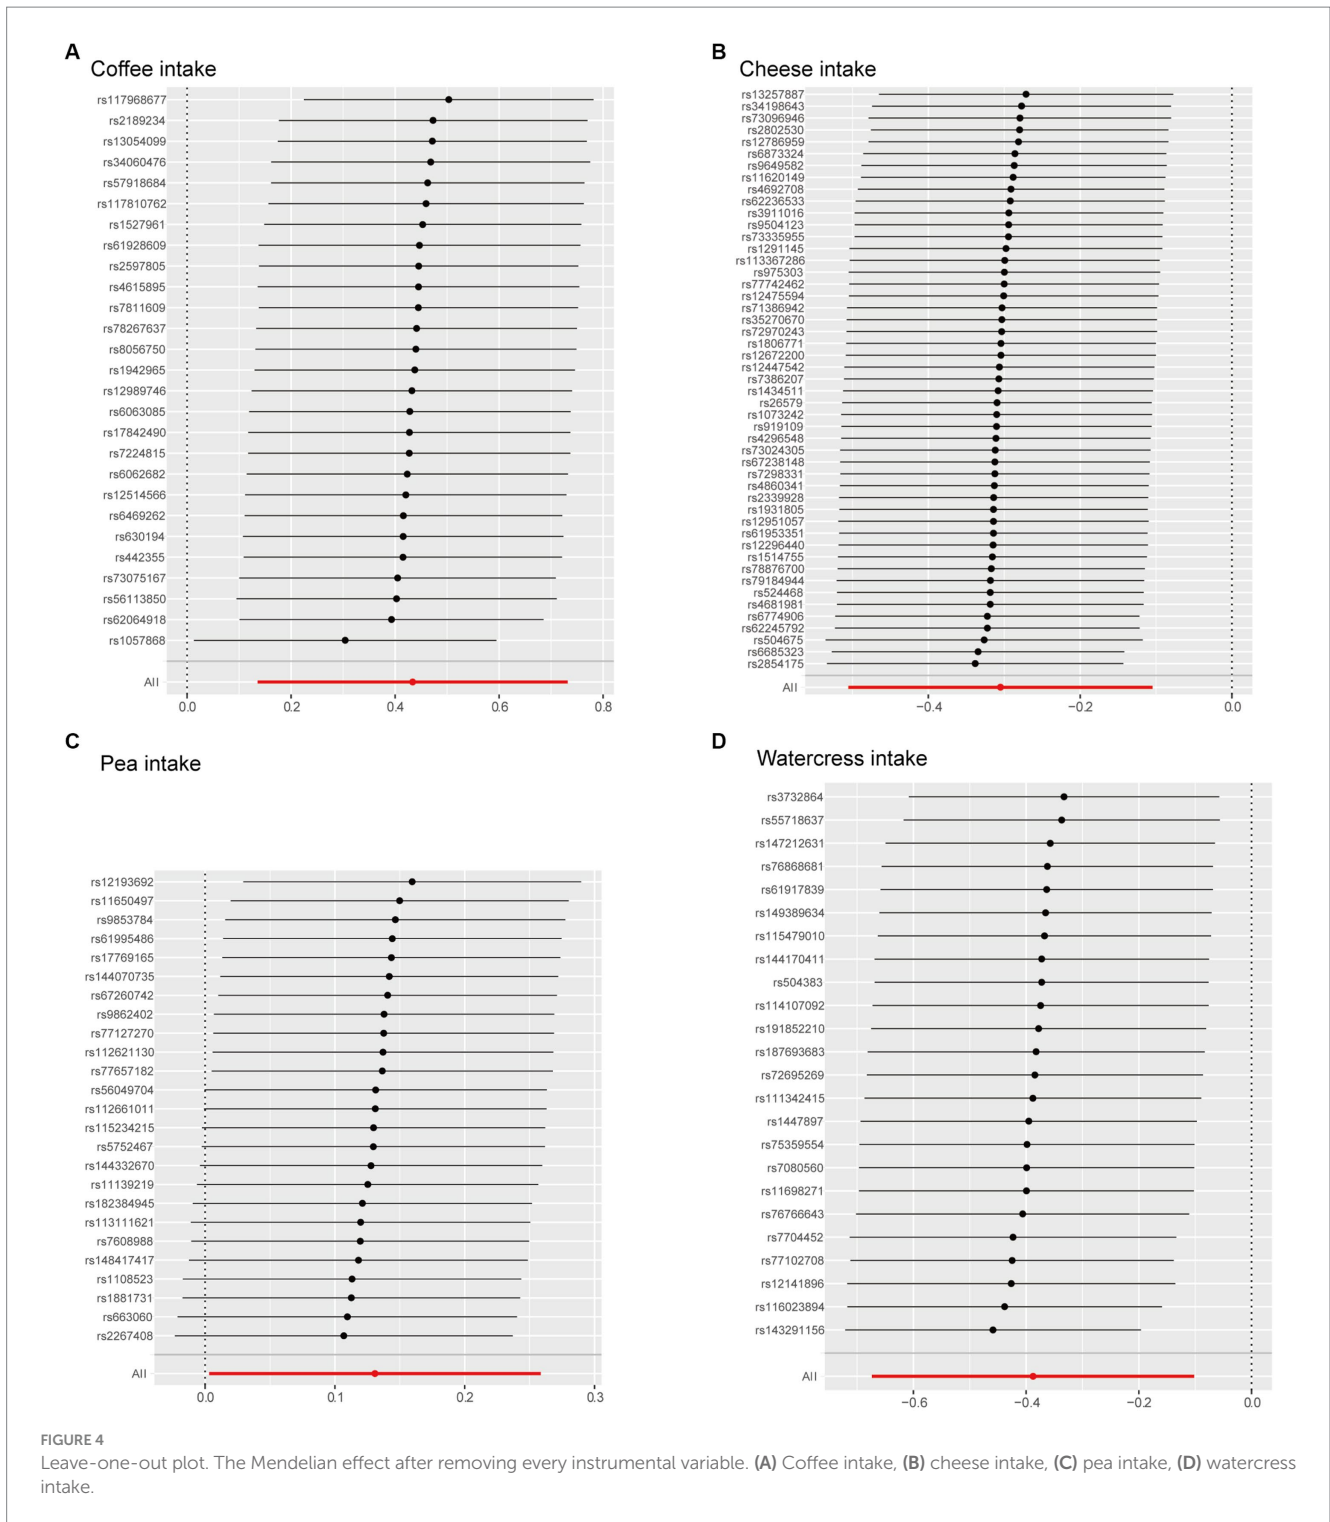 A
Coffee intake
rs117968677
rs2189234
rs13054099
rs34060476
rs57918684
rs117810762
rs1527961
rs61928609
rs2597805
rs4615895
rs7811609
rs78267637
rs8056750
rs1942965
rs12989746
rs6063085
rs17842490
rs7224815
rs6062682
rs12514566
rs6469262
rs630194
rs442355
rs73075167
rs56113850
rs62064918
rs1057868
All
0.0 0.2 0.4 0.6 0.8
B
Cheese intake
rs13257887
rs34198643
rs73096946
rs2802530
rs12786959
rs6873324
rs9649582
rs11620149
rs4692708
rs62236533
rs3911016
rs9504123
rs73335955
rs1291145
rs113367286
rs975303
rs77742462
rs12475594
rs71386942
rs35270670
rs72970243
rs1806771
rs12672200
rs12447542
rs7386207
rs1434511
rs26579
rs1073242
rs919109
rs4296548
rs73024305
rs67238148
rs7298331
rs4860341
rs2339928
rs1931805
rs12951057
rs61953351
rs12296440
rs1514755
rs78876700
rs79184944
rs524468
rs4681981
rs6774906
rs62245792
rs504675
rs6685323
rs2854175
All
−0.4 −0.2 0.0
C
Pea intake
rs12193692
rs11650497
rs9853784
rs61995486
rs17769165
rs144070735
rs67260742
rs9862402
rs77127270
rs112621130
rs77657182
rs56049704
rs112661011
rs115234215
rs5752467
rs144332670
rs11139219
rs182384945
rs113111621
rs7608988
rs148417417
rs1108523
rs1881731
rs663060
rs2267408
All
0.0 0.1 0.2 0.3
D
Watercress intake
rs3732864
rs55718637
rs147212631
rs76868681
rs61917839
rs149389634
rs115479010
rs144170411
rs504383
rs114107092
rs191852210
rs187693683
rs72695269
rs111342415
rs1447897
rs75359554
rs7080560
rs11698271
rs76766643
rs7704452
rs77102708
rs12141896
rs116023894
rs143291156
All
−0.6 −0.4 −0.2 0.0
FIGURE 4
Leave-one-out plot. The Mendelian effect after removing every instrumental variable. (A) Coffee intake, (B) cheese intake, (C) pea intake, (D) watercress
intake.